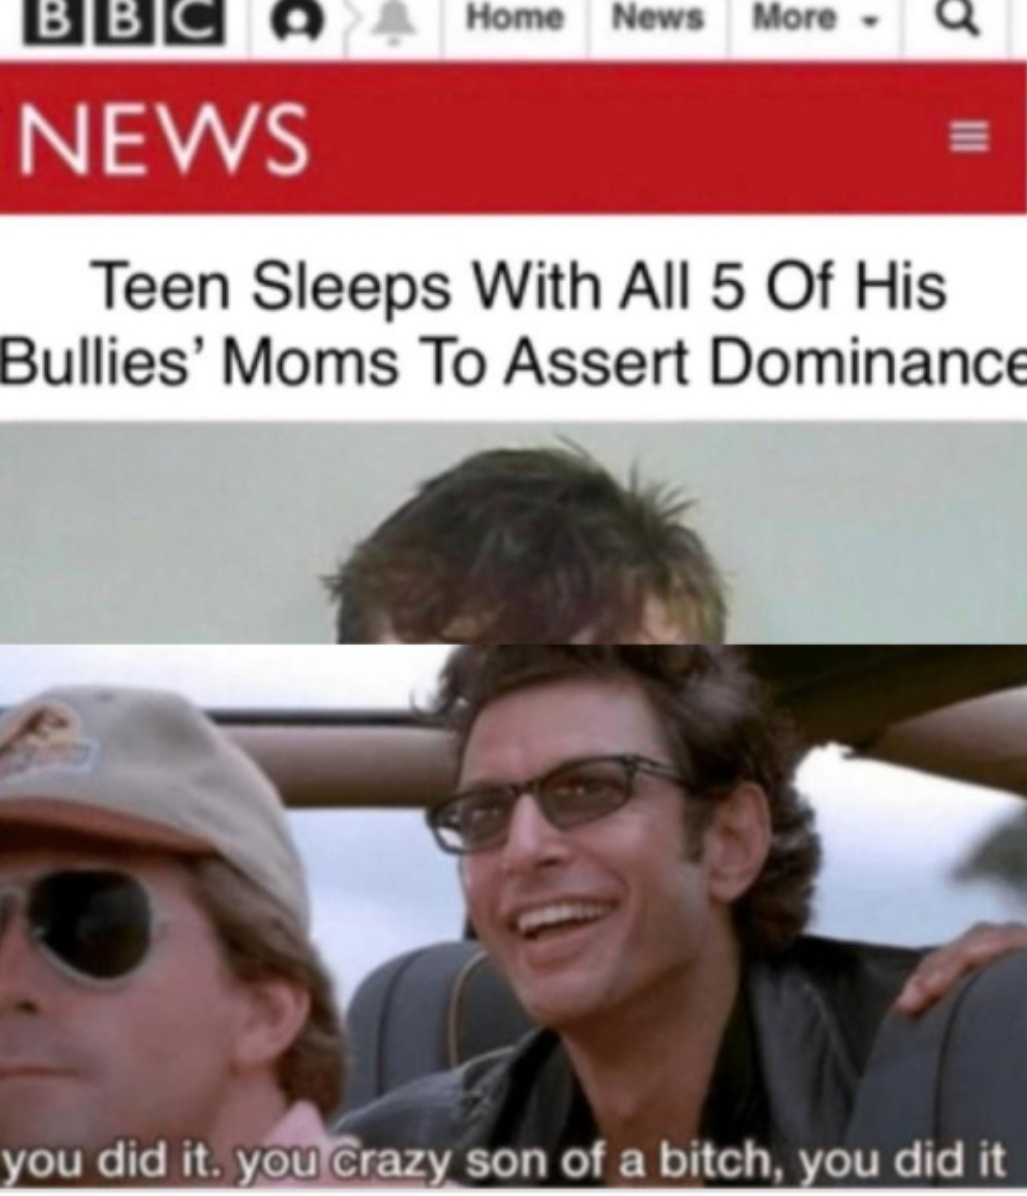 BBC Home News More
NEWS
Teen Sleeps With All 5 Of His
Bullies’ Moms To Assert Dominance
you did it. you crazy son of a bitch, you did it